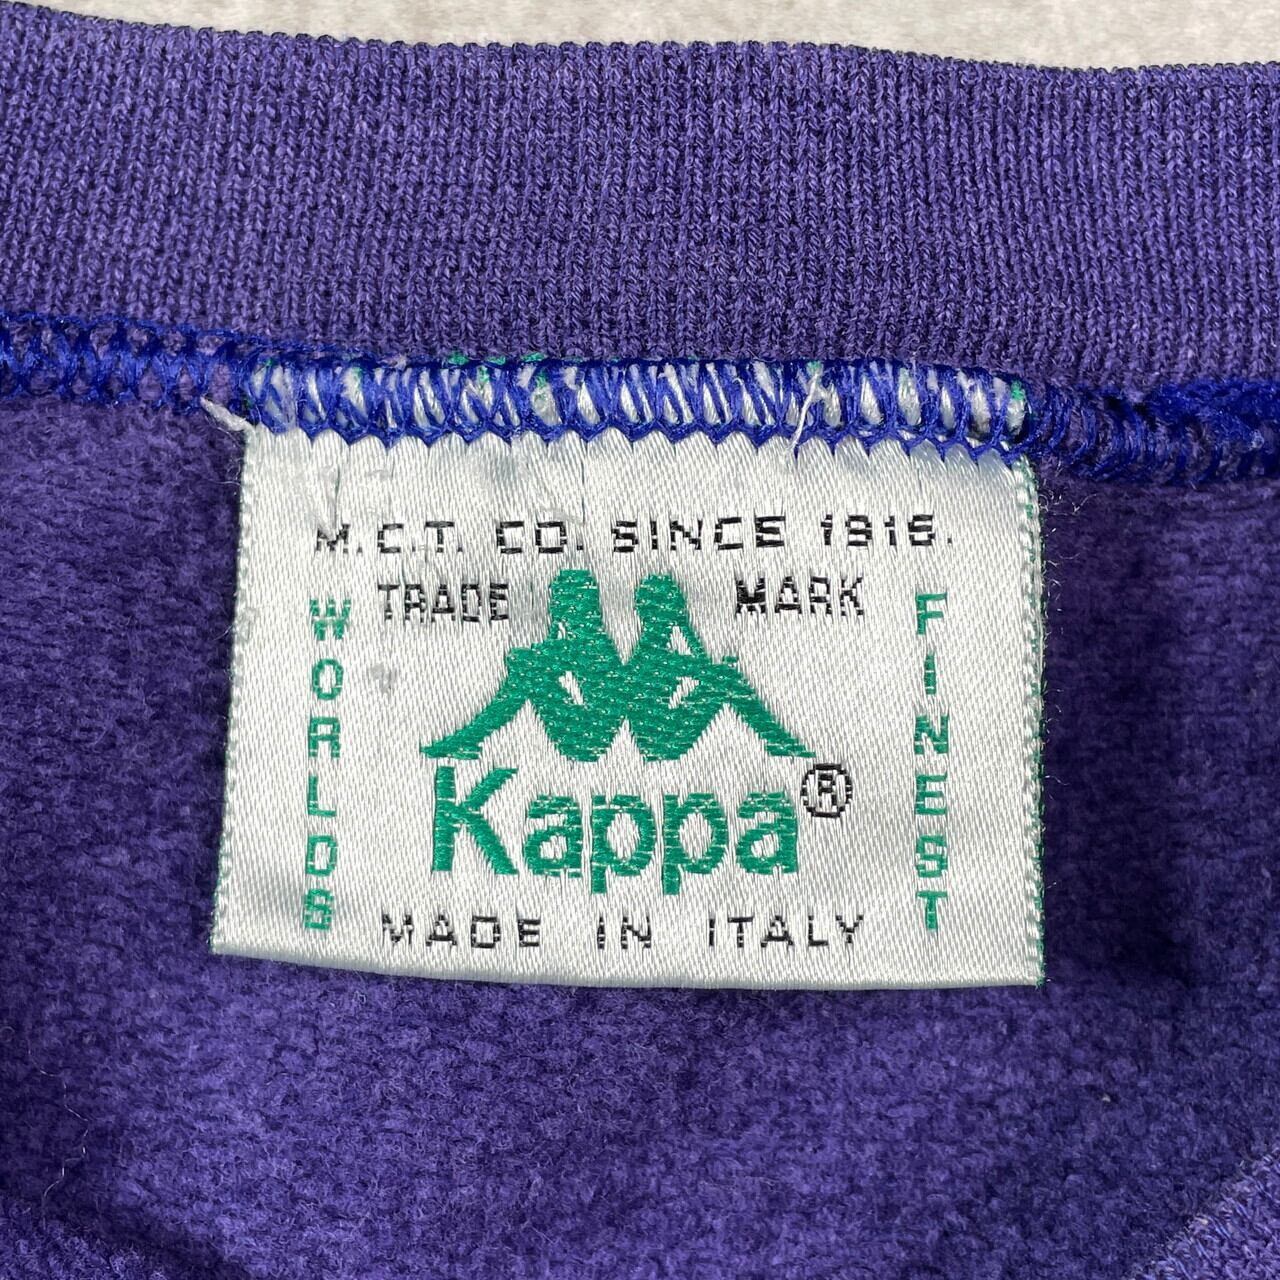 M.C.T. CO. SINCE 1916.
TRADE MARK
WORLDS
FINEST
Kappa®
MADE IN ITALY